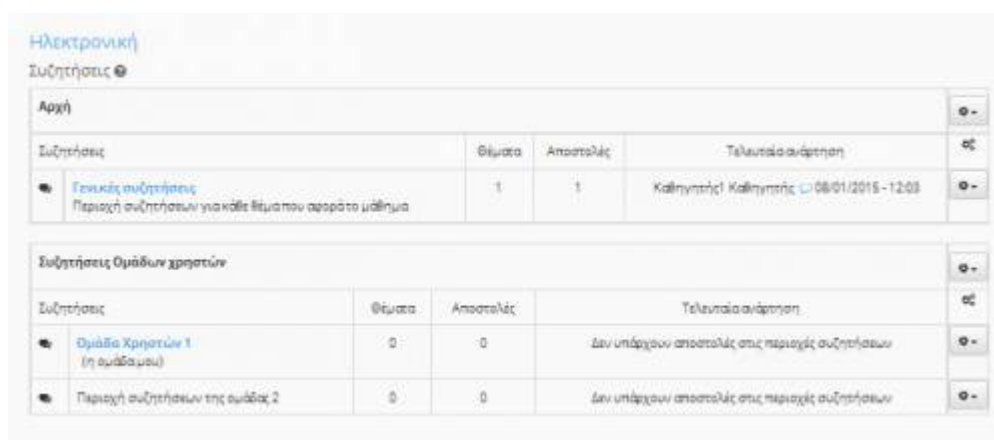 Ηλεκτρονική
Συζητήσεις
Αρχή
Συζητήσεις Θέματα Αποστολές Τελευταία ανάρτηση
Γενικές συζητήσεις 1 1 Καθηγητής1 Καθηγητής 08/01/2015 - 12:03
Περιοχή συζητήσεων για κάθε θέμα που αφορά το μάθημα
Συζητήσεις Ομάδων χρηστών
Συζητήσεις Θέματα Αποστολές Τελευταία ανάρτηση
Ομάδα Χρηστών 1 0 0 Δεν υπάρχουν αποστολές στις περιοχές συζητήσεων
(η ομάδα μου)
Περιοχή συζητήσεων της ομάδας 2 0 0 Δεν υπάρχουν αποστολές στις περιοχές συζητήσεων